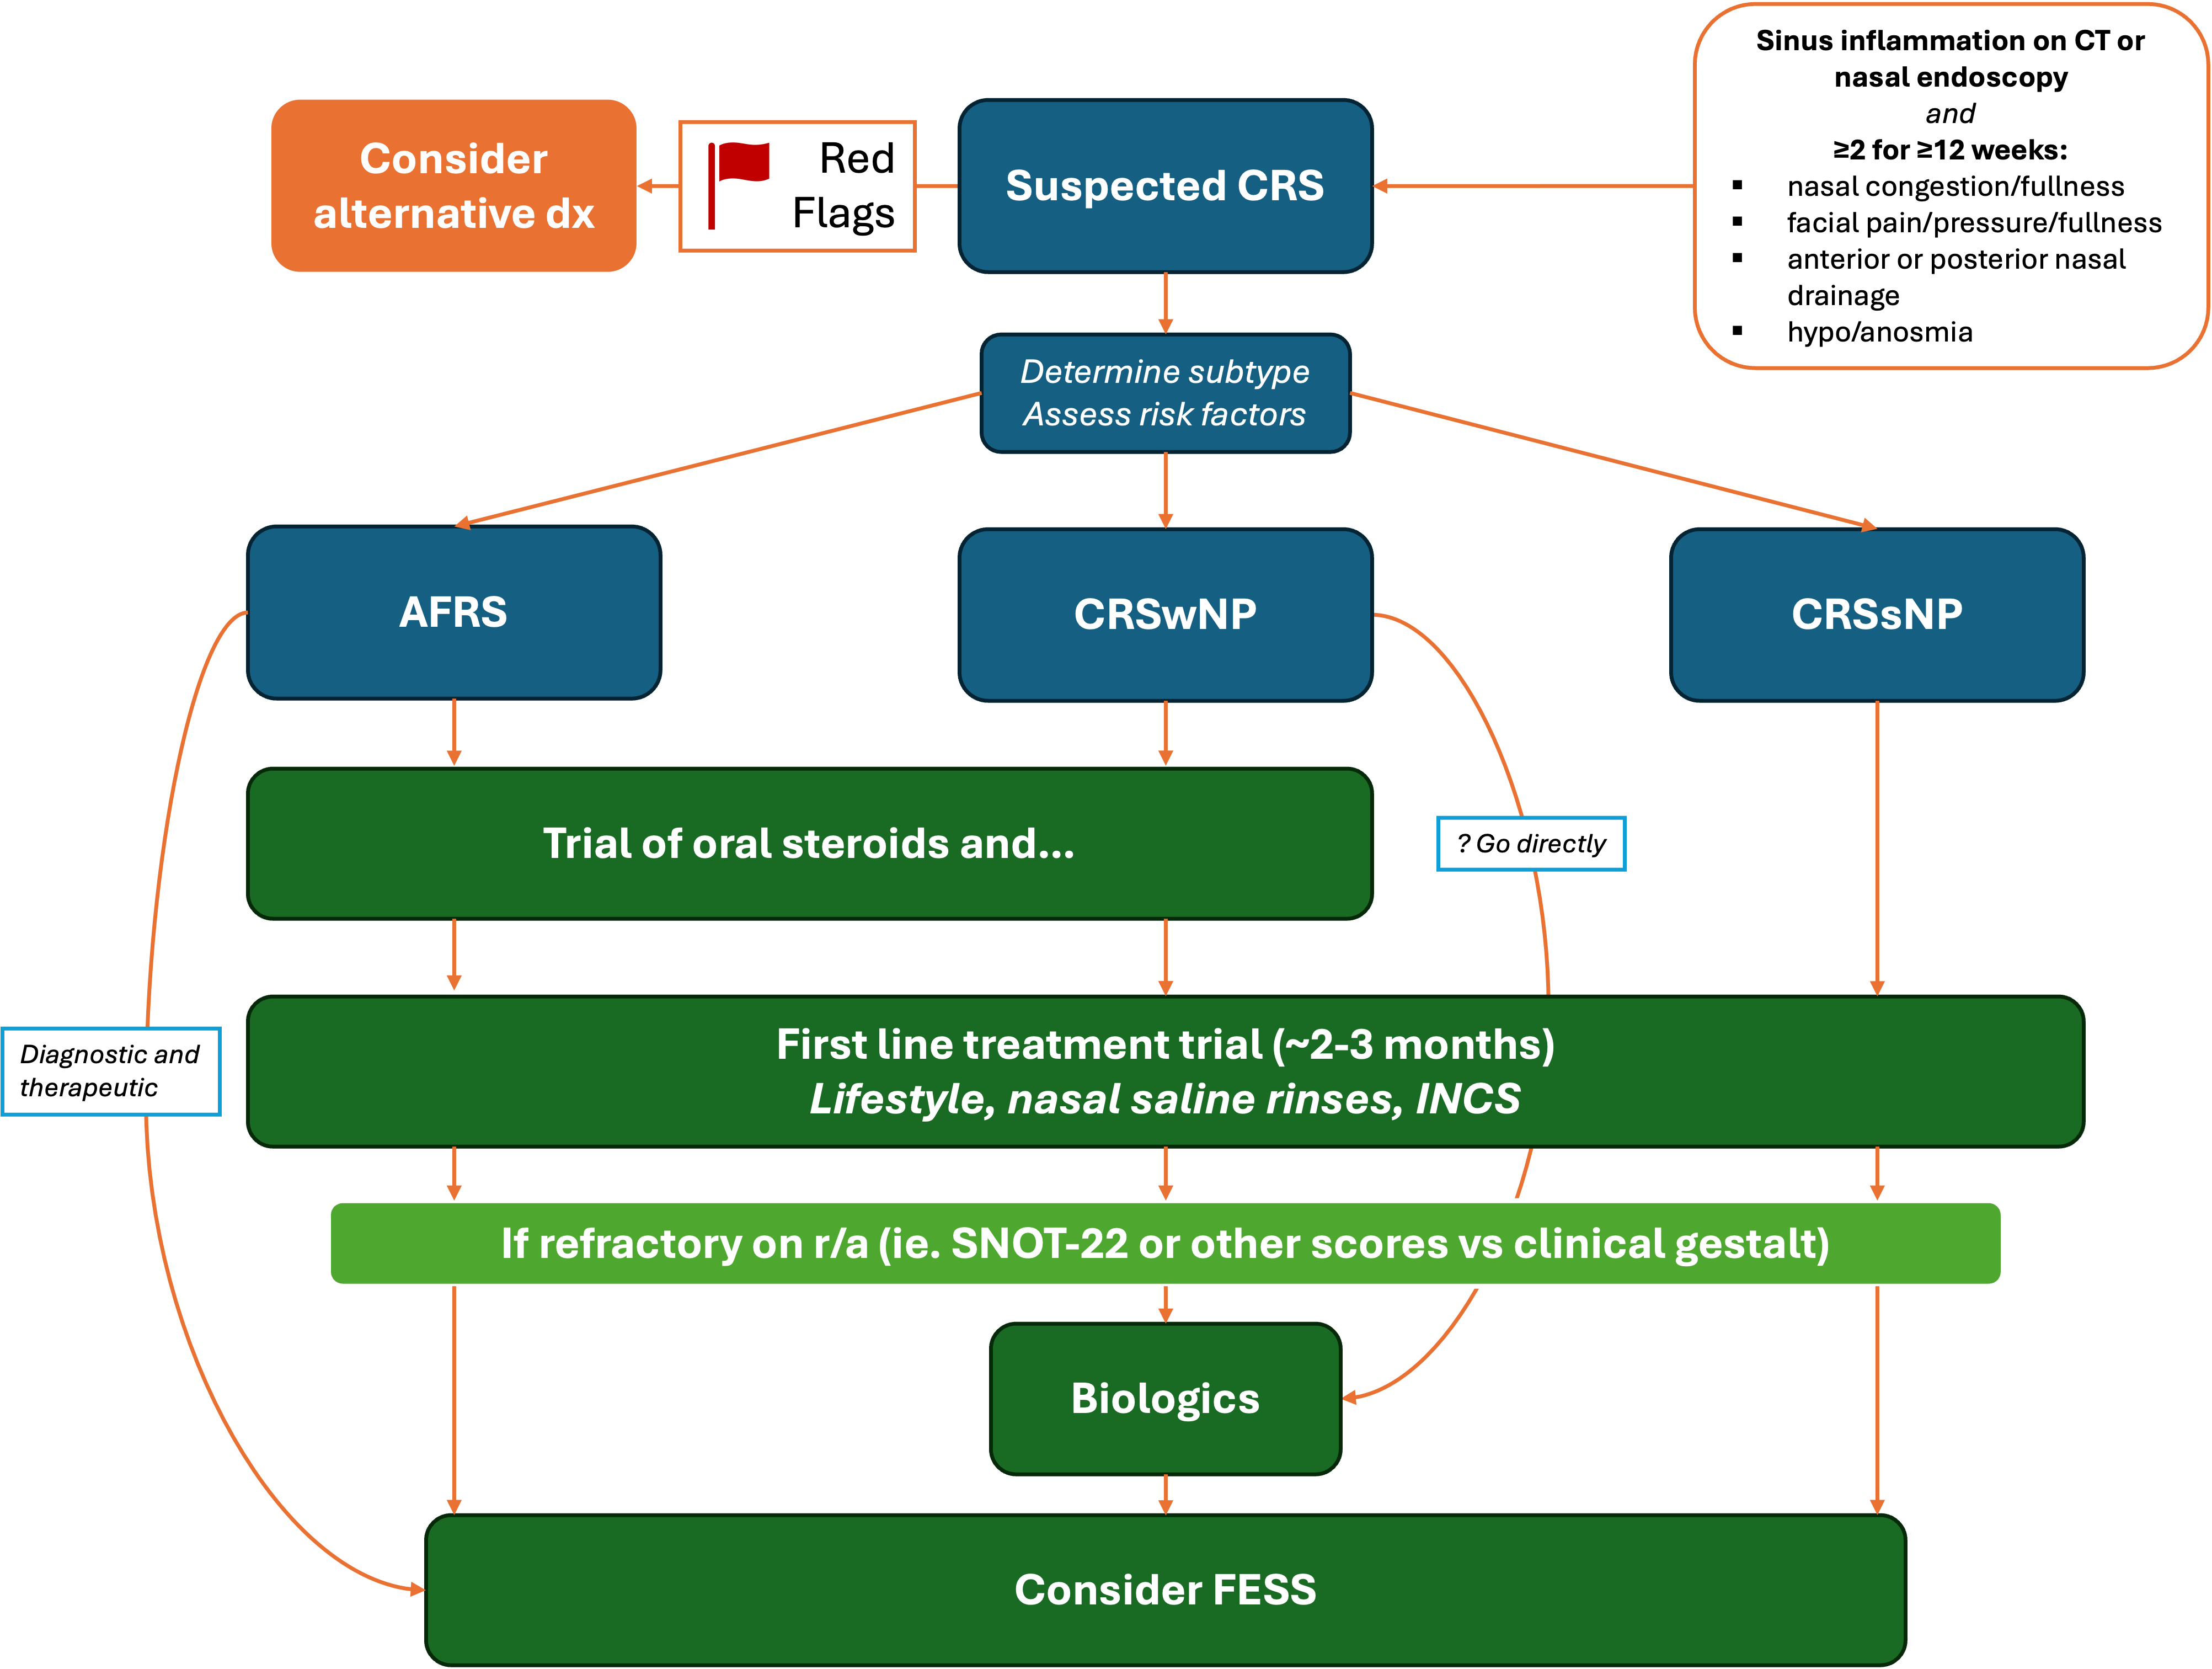 Sinus inflammation on CT or
nasal endoscopy
and
≥2 for ≥12 weeks:
▪ nasal congestion/fullness
▪ facial pain/pressure/fullness
▪ anterior or posterior nasal
drainage
▪ hypo/anosmia
Consider
alternative dx
Red
Flags
Suspected CRS
Determine subtype
Assess risk factors
AFRS
CRSwNP
CRSsNP
Trial of oral steroids and...
? Go directly
First line treatment trial (~2-3 months)
Lifestyle, nasal saline rinses, INCS
Diagnostic and
therapeutic
If refractory on r/a (ie. SNOT-22 or other scores vs clinical gestalt)
Biologics
Consider FESS